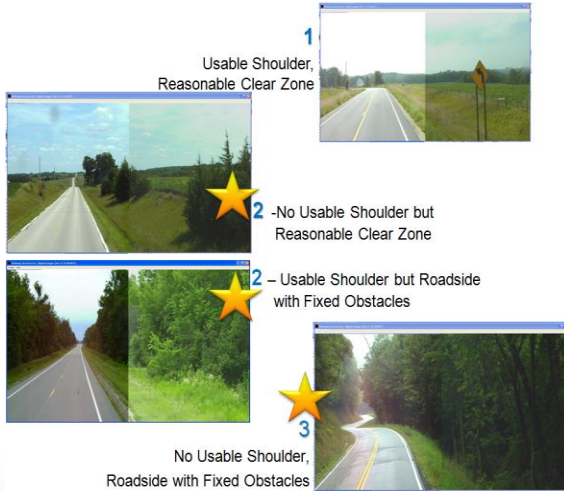 1
Usable Shoulder,
Reasonable Clear Zone
2 -No Usable Shoulder but
Reasonable Clear Zone
2 – Usable Shoulder but Roadside
with Fixed Obstacles
3
No Usable Shoulder,
Roadside with Fixed Obstacles